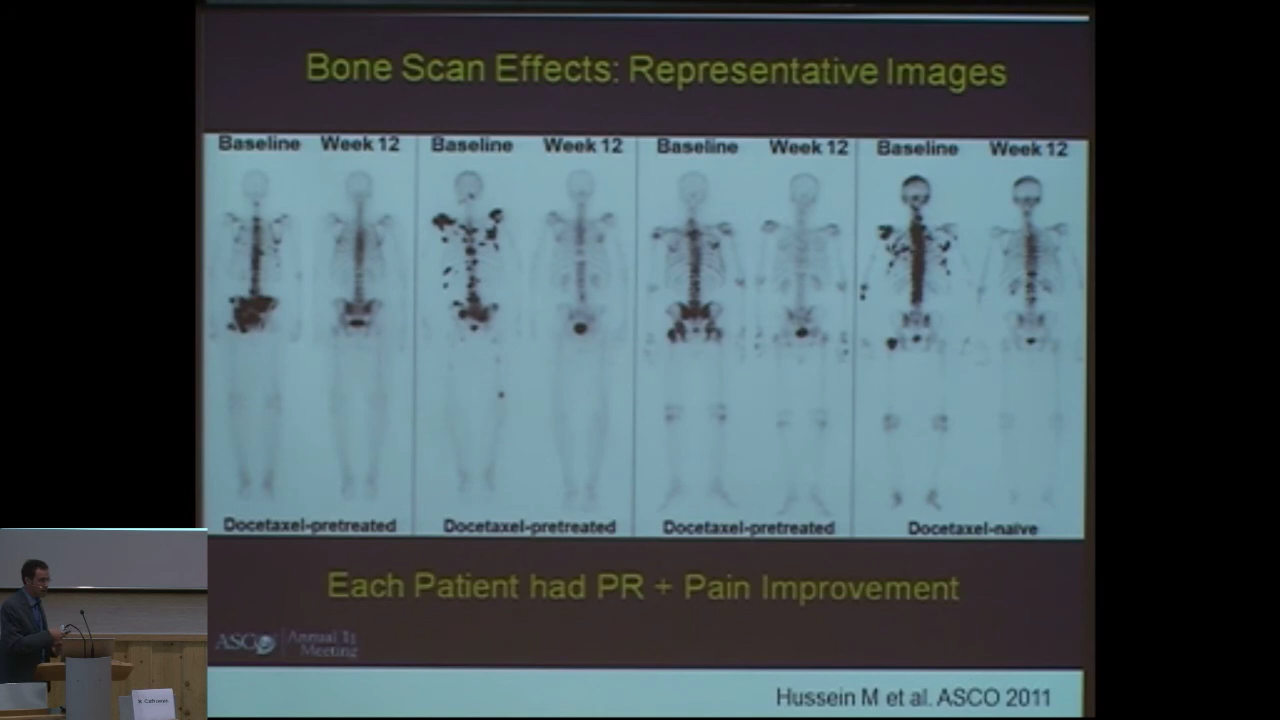 Bone Scan Effects: Representative Images
Baseline Week 12 Baseline Week 12 Baseline Week 12 Baseline Week 12
Docetaxel-pretreated Docetaxel-pretreated Docetaxel-pretreated Docetaxel-naïve
Each Patient had PR + Pain Improvement
ASCO Annual Meeting
Hussein M et al. ASCO 2011